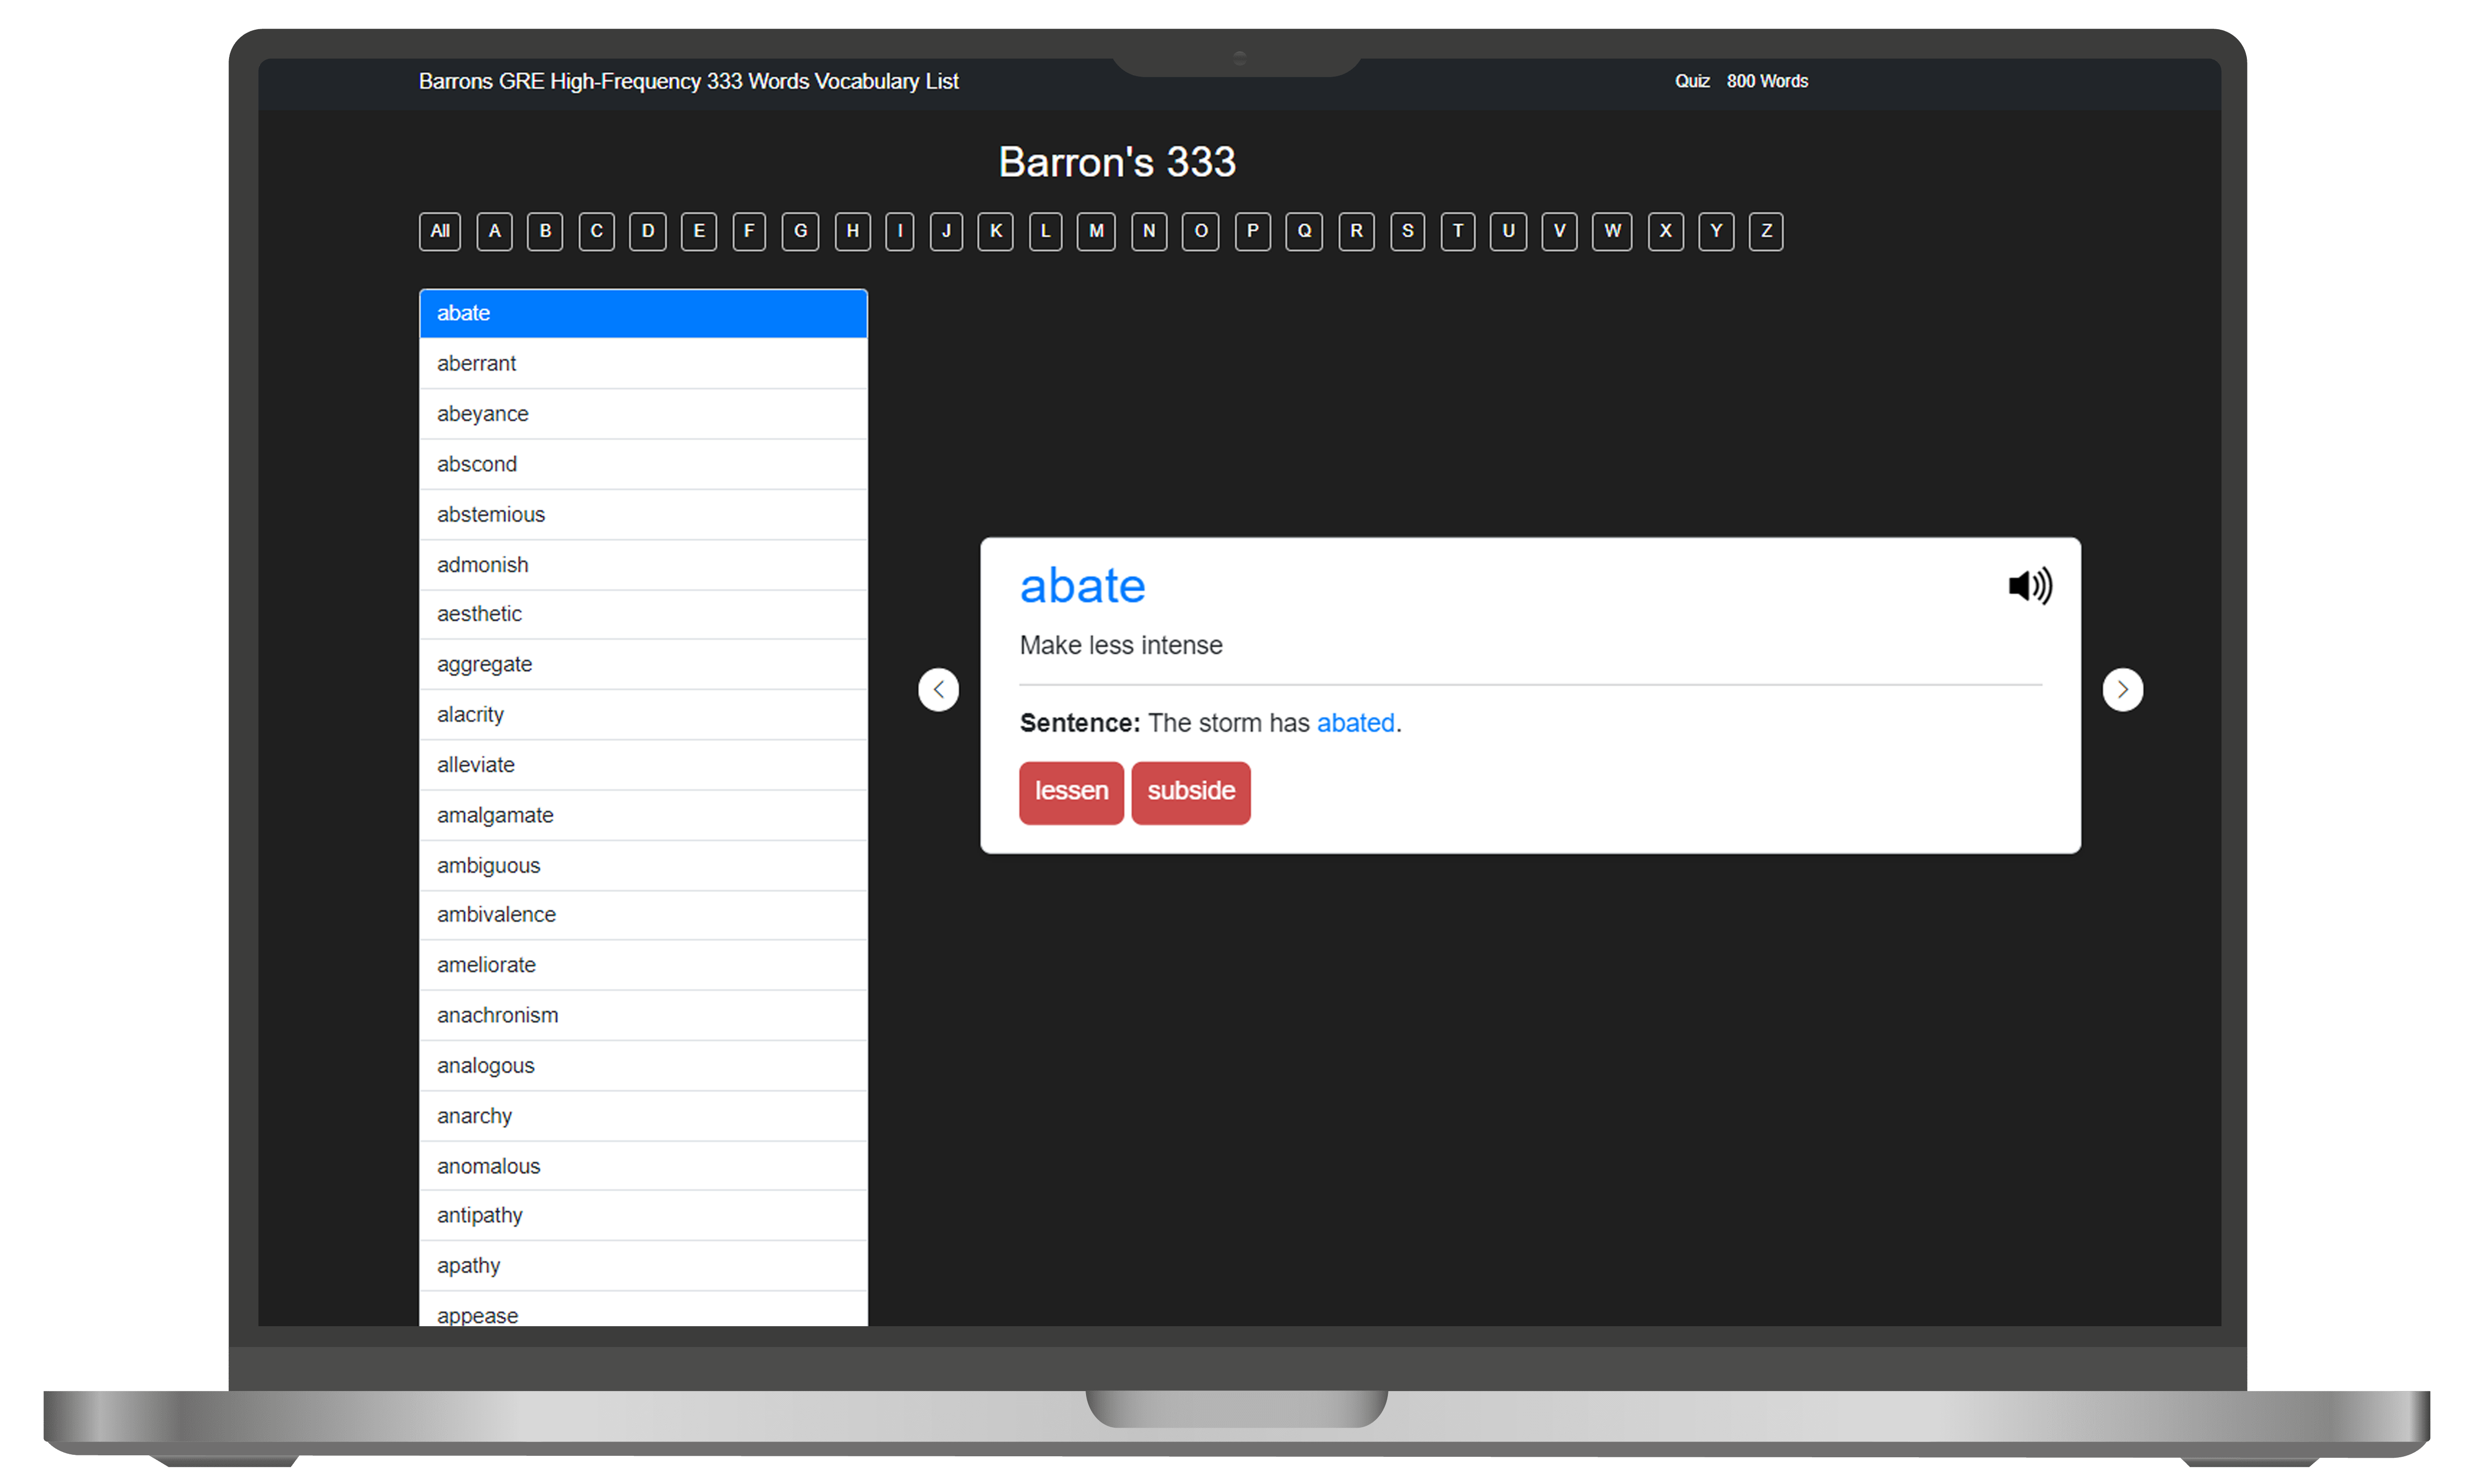 Barrons GRE High-Frequency 333 Words Vocabulary List
Quiz 800 Words
Barron's 333
All A B C D E F G H I J K L M N O P Q R S T U V W X Y Z
abate
aberrant
abeyance
abscond
abstemious
admonish
aesthetic
aggregate
alacrity
alleviate
amalgamate
ambiguous
ambivalence
ameliorate
anachronism
analogous
anarchy
anomalous
antipathy
apathy
appease
abate
Make less intense
Sentence: The storm has abated.
lessen subside